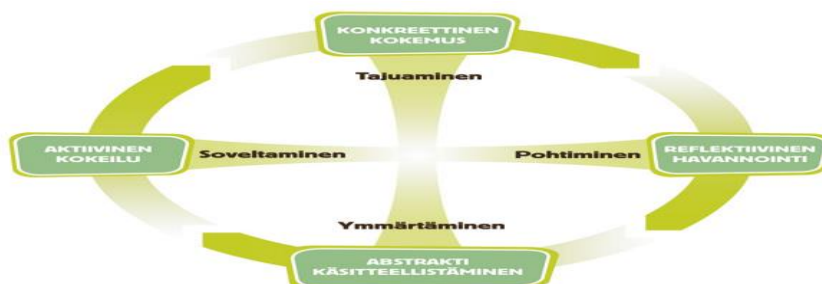 KONKREETTINEN
KOKEMUS
Tajuaminen
AKTIIVINEN
KOKEILU
Soveltaminen
Pohtiminen
REFLEKTIIVINEN
HAVANNOINTI
Ymmärtäminen
ABSTRAKTI
KÄSITTEELLISTÄMINEN